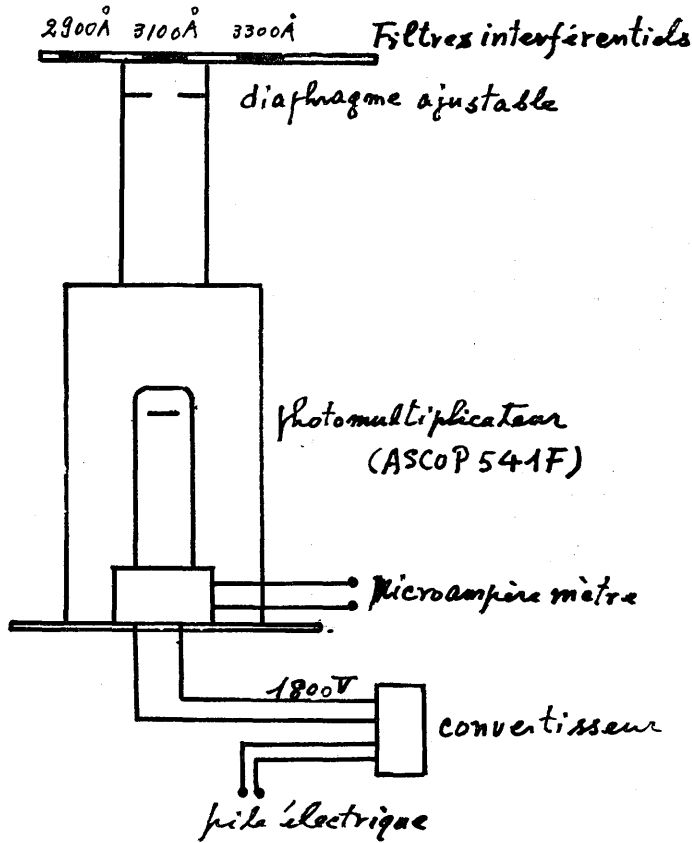 2900Å 3100Å 3300Å Filtres interférentiels
diaphragme ajustable
photomultiplicateur
(ASCOP 541F)
Microampère mètre
1800V
convertisseur
pile électrique